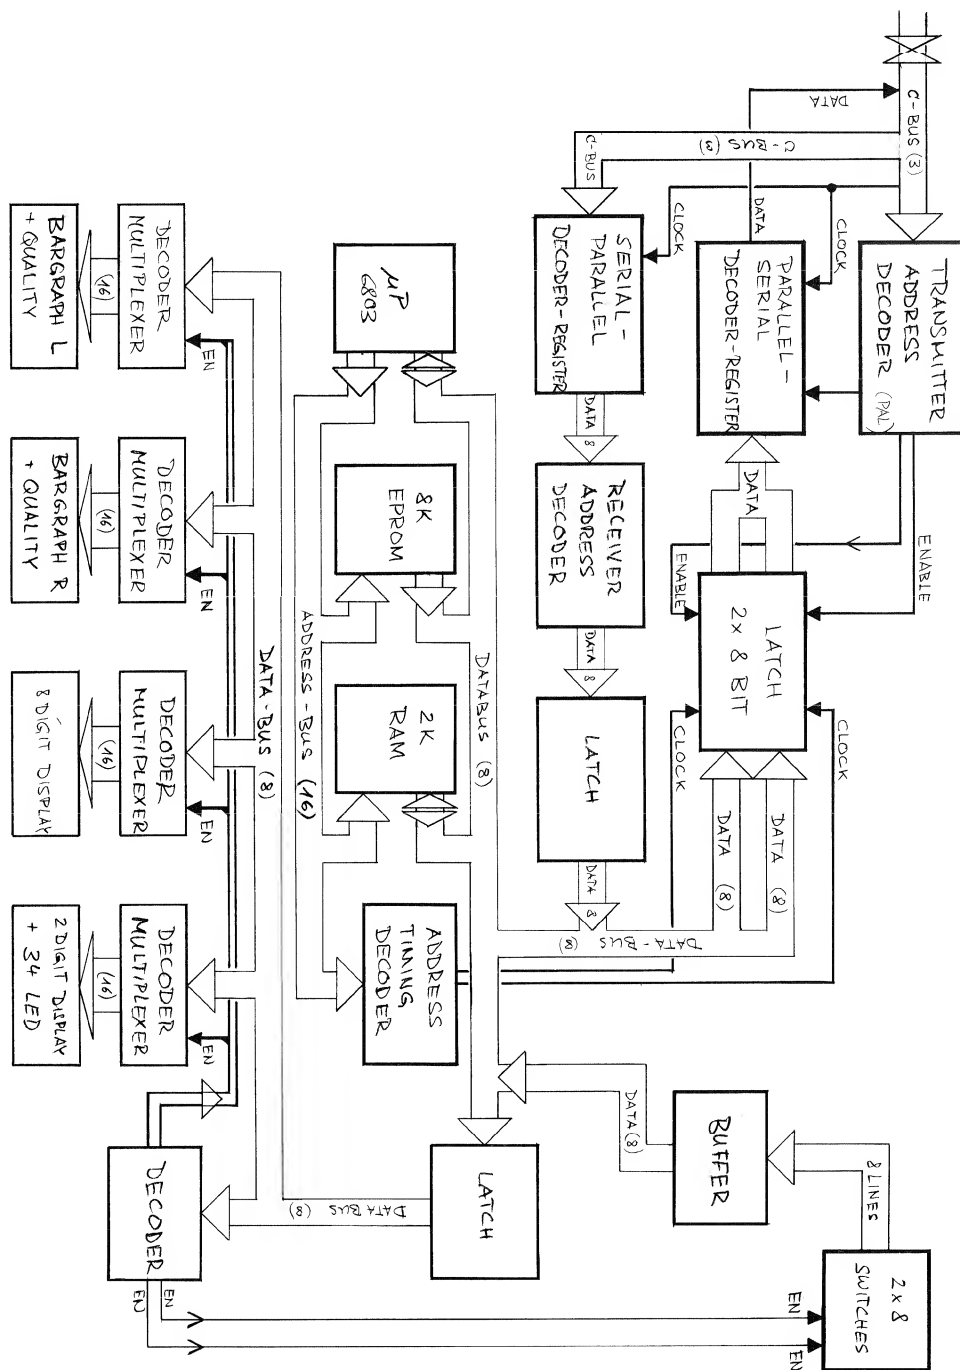 C-BUS (3)
TRANSMITTER
ADDRESS
DECODER (PAL)
ENABLE
CLOCK
2 x 8
SWITCHES
EN
EN
8 LINES
DATA
C-BUS (3)
CLOCK
DATA
PARALLEL-
SERIAL
DECODER-REGISTER
DATA
ENABLE
LATCH
2 x 8 BIT
CLOCK
DATA (8)
DATA (8)
BUFFER
DATA (8)
C-BUS
CLOCK
SERIAL-
PARALLEL
DECODER-REGISTER
DATA 8
RECEIVER
ADDRESS
DECODER
DATA 8
LATCH
DATA 8
DATA-BUS (8)
µP
6803
8K
EPROM
DATABUS (8)
2K
RAM
ADDRESS
TIMING
DECODER
LATCH
ADDRESS-BUS (16)
DATA BUS (8)
DATA-BUS (8)
DECODER
MULTIPLEXER
EN
DECODER
MULTIPLEXER
EN
DECODER
MULTIPLEXER
EN
DECODER
MULTIPLEXER
EN
DECODER
EN
EN
(16)
(16)
(16)
(16)
BARGRAPH L
+ QUALITY
BARGRAPH R
+ QUALITY
8 DIGIT DISPLAY
2 DIGIT DISPLAY
+ 34 LED